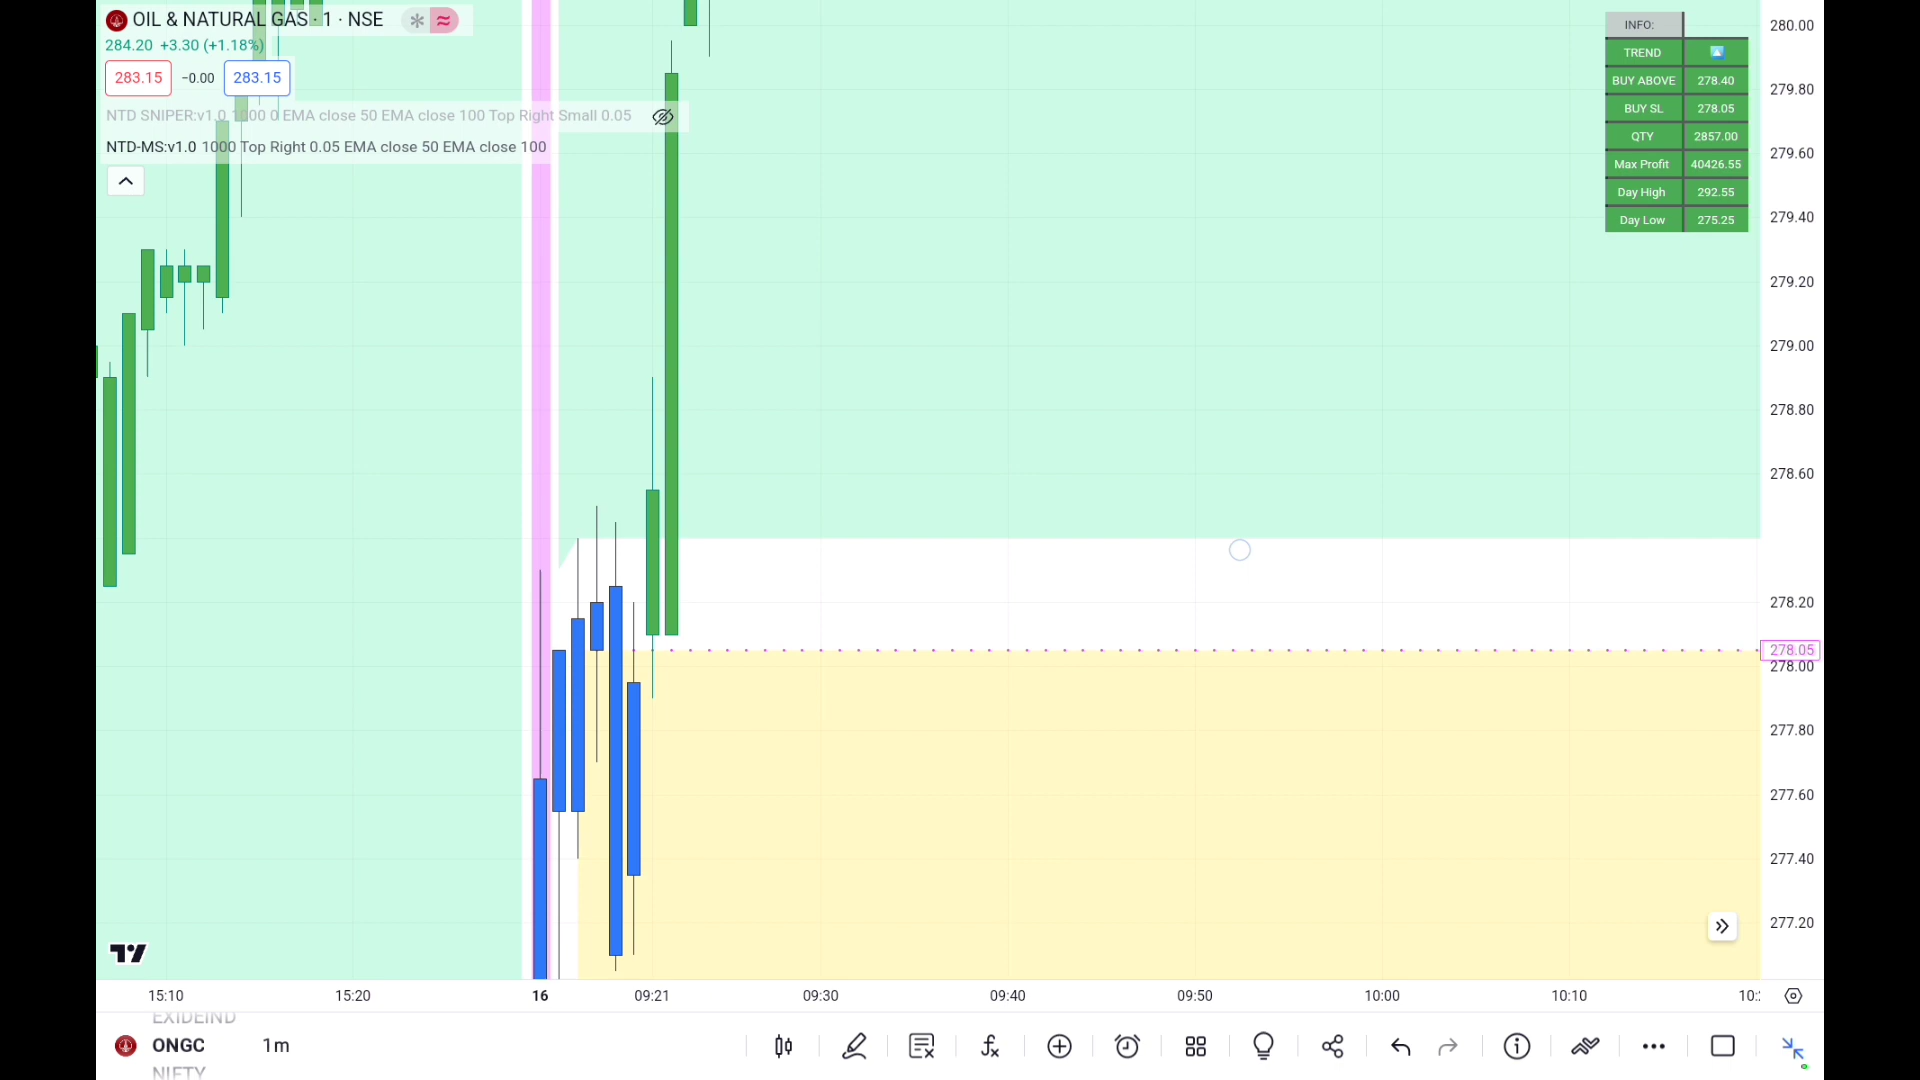 OIL & NATURAL GAS · 1 · NSE
284.20 +3.30 (+1.18%)
283.15 −0.00 283.15
NTD SNIPER:v1.0 1000 0 EMA close 50 EMA close 100 Top Right Small 0.05
NTD-MS:v1.0 1000 Top Right 0.05 EMA close 50 EMA close 100
INFO:
TREND
BUY ABOVE 278.40
BUY SL 278.05
QTY 2857.00
Max Profit 40426.55
Day High 292.55
Day Low 275.25
280.00
279.80
279.60
279.40
279.20
279.00
278.80
278.60
278.20
278.05
278.00
277.80
277.60
277.40
277.20
15:10 15:20 16 09:21 09:30 09:40 09:50 10:00 10:10 10:
EXIDEIND
ONGC 1m
NIFTY